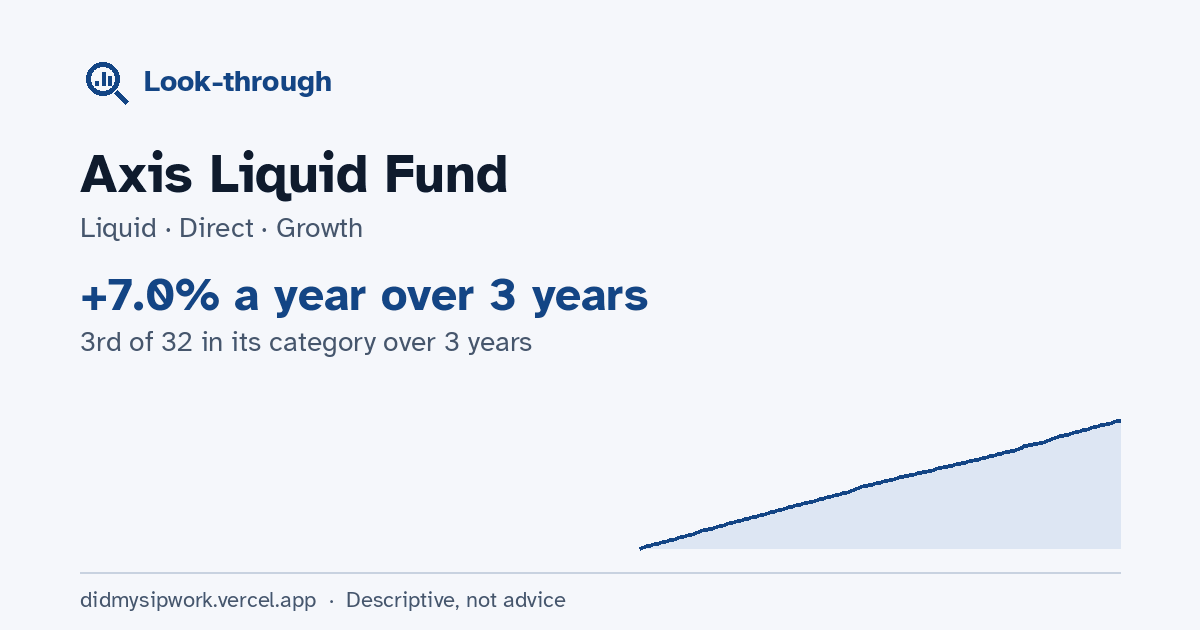 Look-through
Axis Liquid Fund
Liquid · Direct · Growth
+7.0% a year over 3 years
3rd of 32 in its category over 3 years
didmysipwork.vercel.app · Descriptive, not advice